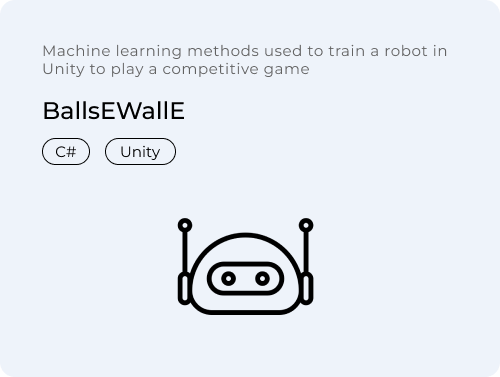 Machine learning methods used to train a robot in
Unity to play a competitive game
BallsEWallE
C#
Unity